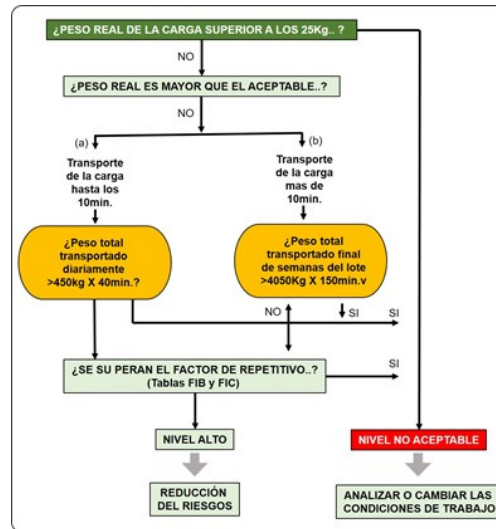 ¿PESO REAL DE LA CARGA SUPERIOR A LOS 25Kg.. ?
NO
¿PESO REAL ES MAYOR QUE EL ACEPTABLE..?
NO
(a)
(b)
Transporte
de la carga
hasta los
10min.
Transporte
de la carga
mas de
10min.
¿Peso total
transportado
diariamente
>450kg X 40min.?
¿Peso total
transportado final
de semanas del lote
>4050Kg X 150min.v
NO
SI
SI
¿SE SU PERAN EL FACTOR DE REPETITIVO..?
(Tablas FIB y FIC)
SI
NIVEL ALTO
NIVEL NO ACEPTABLE
REDUCCIÓN
DEL RIESGOS
ANALIZAR O CAMBIAR LAS
CONDICIONES DE TRABAJO